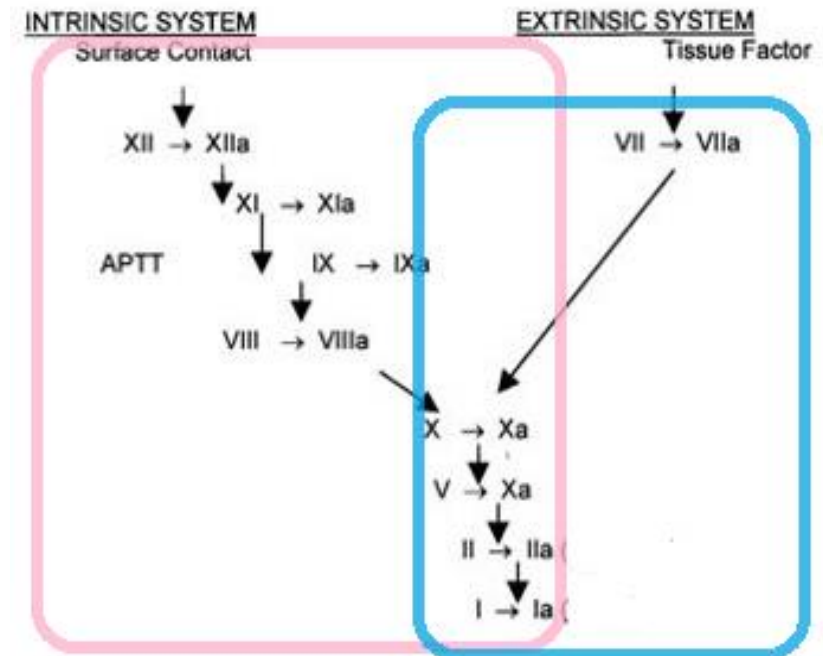 INTRINSIC SYSTEM EXTRINSIC SYSTEM
Surface Contact Tissue Factor
XII → XIIa VII → VIIa
XI → XIa
APTT IX → IXa
VIII → VIIIa
X → Xa
V → Xa
II → IIa (
I → Ia (